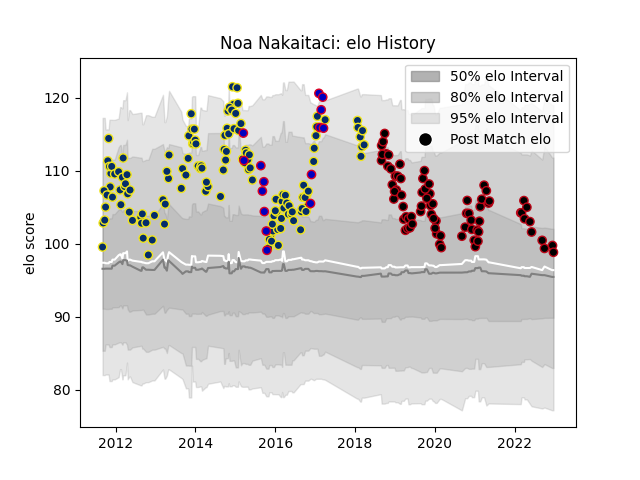 Noa Nakaitaci: elo History
50% elo Interval
80% elo Interval
95% elo Interval
Post Match elo
elo score
120
110
100
90
80
2012
2014
2016
2018
2020
2022